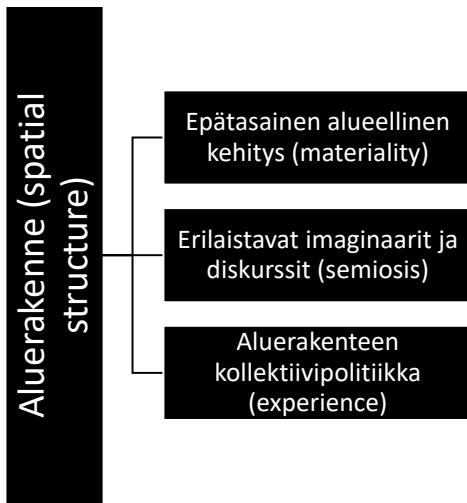 Aluerakenne (spatial
structure)
Epätasainen alueellinen
kehitys (materiality)
Erilaistavat imaginaarit ja
diskurssit (semiosis)
Aluerakenteen
kollektiivipolitiikka
(experience)